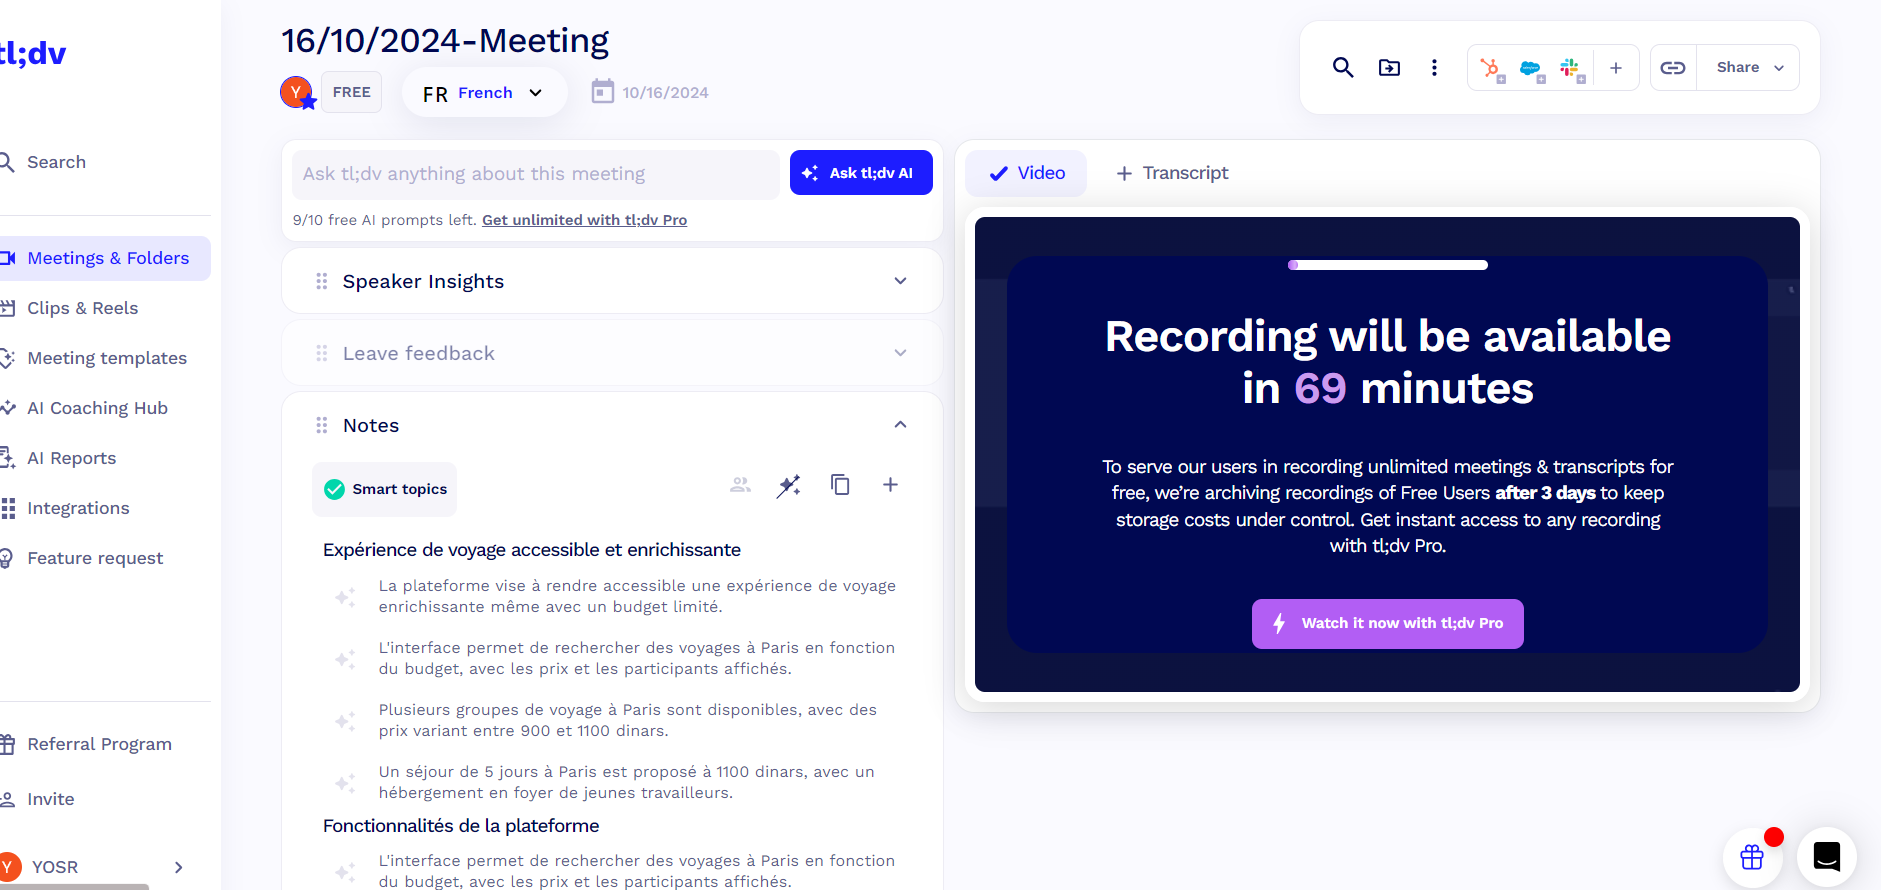 tl;dv
Search
Meetings & Folders
Clips & Reels
Meeting templates
AI Coaching Hub
AI Reports
Integrations
Feature request
Referral Program
Invite
Y
YOSR
16/10/2024-Meeting
Y
FREE
FR French
10/16/2024
Share
Ask tl;dv anything about this meeting
Ask tl;dv AI
9/10 free AI prompts left. Get unlimited with tl;dv Pro
Speaker Insights
Leave feedback
Notes
Smart topics
Expérience de voyage accessible et enrichissante
La plateforme vise à rendre accessible une expérience de voyage
enrichissante même avec un budget limité.
L'interface permet de rechercher des voyages à Paris en fonction
du budget, avec les prix et les participants affichés.
Plusieurs groupes de voyage à Paris sont disponibles, avec des
prix variant entre 900 et 1100 dinars.
Un séjour de 5 jours à Paris est proposé à 1100 dinars, avec un
hébergement en foyer de jeunes travailleurs.
Fonctionnalités de la plateforme
L'interface permet de rechercher des voyages à Paris en fonction
du budget, avec les prix et les participants affichés.
Video
Transcript
Recording will be available
in 69 minutes
To serve our users in recording unlimited meetings & transcripts for
free, we're archiving recordings of Free Users after 3 days to keep
storage costs under control. Get instant access to any recording
with tl;dv Pro.
Watch it now with tl;dv Pro